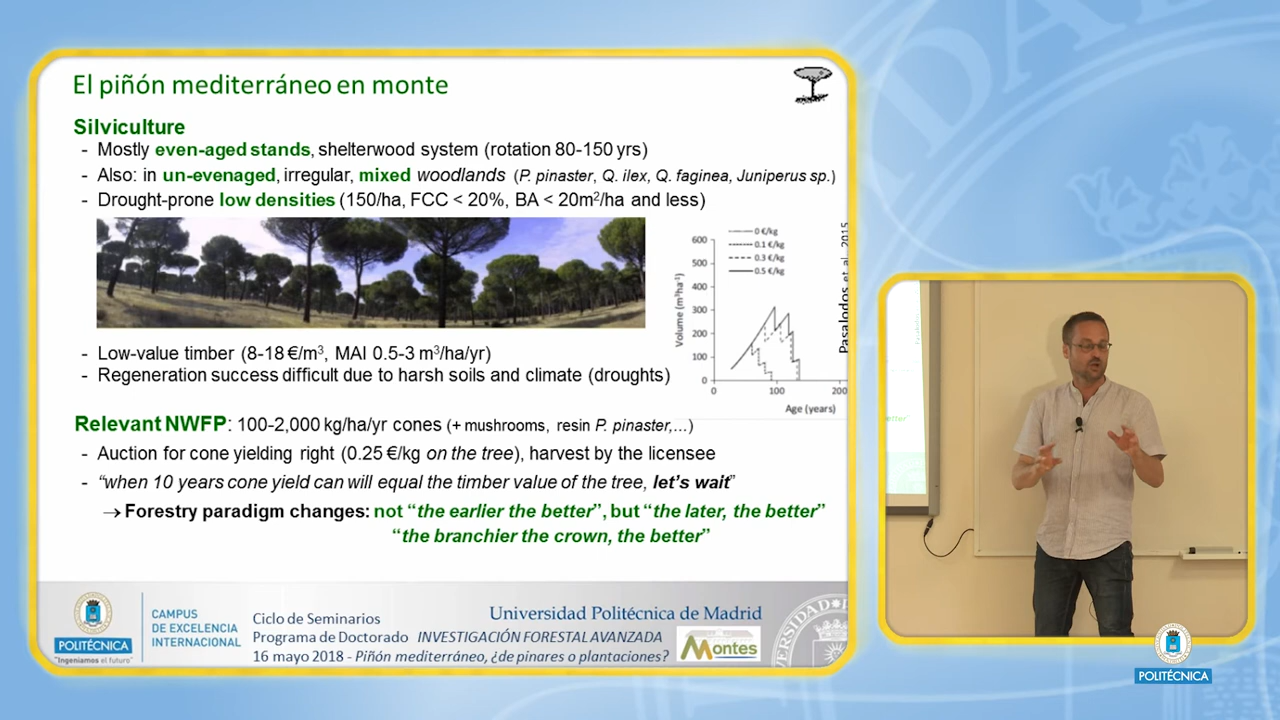 El piñón mediterráneo en monte
Silviculture
- Mostly even-aged stands, shelterwood system (rotation 80-150 yrs)
- Also: in un-evenaged, irregular, mixed woodlands (P. pinaster, Q. ilex, Q. faginea, Juniperus sp.)
- Drought-prone low densities (150/ha, FCC < 20%, BA < 20m²/ha and less)
0 €/kg
0.1 €/kg
0.3 €/kg
0.5 €/kg
600
500
400
300
200
100
0
Volume (m³ha⁻¹)
0 100 200
Age (years)
Pasalodos et al. 2015
- Low-value timber (8-18 €/m³, MAI 0.5-3 m³/ha/yr)
- Regeneration success difficult due to harsh soils and climate (droughts)
Relevant NWFP: 100-2,000 kg/ha/yr cones (+ mushrooms, resin P. pinaster,...)
- Auction for cone yielding right (0.25 €/kg on the tree), harvest by the licensee
- “when 10 years cone yield can will equal the timber value of the tree, let’s wait”
→ Forestry paradigm changes: not “the earlier the better”, but “the later, the better”
“the branchier the crown, the better”
POLITÉCNICA
"Ingeniamos el futuro"
CAMPUS
DE EXCELENCIA
INTERNACIONAL
Ciclo de Seminarios
Universidad Politécnica de Madrid
Programa de Doctorado INVESTIGACIÓN FORESTAL AVANZADA
16 mayo 2018 - Piñón mediterráneo, ¿de pinares o plantaciones?
Montes
POLITÉCNICA